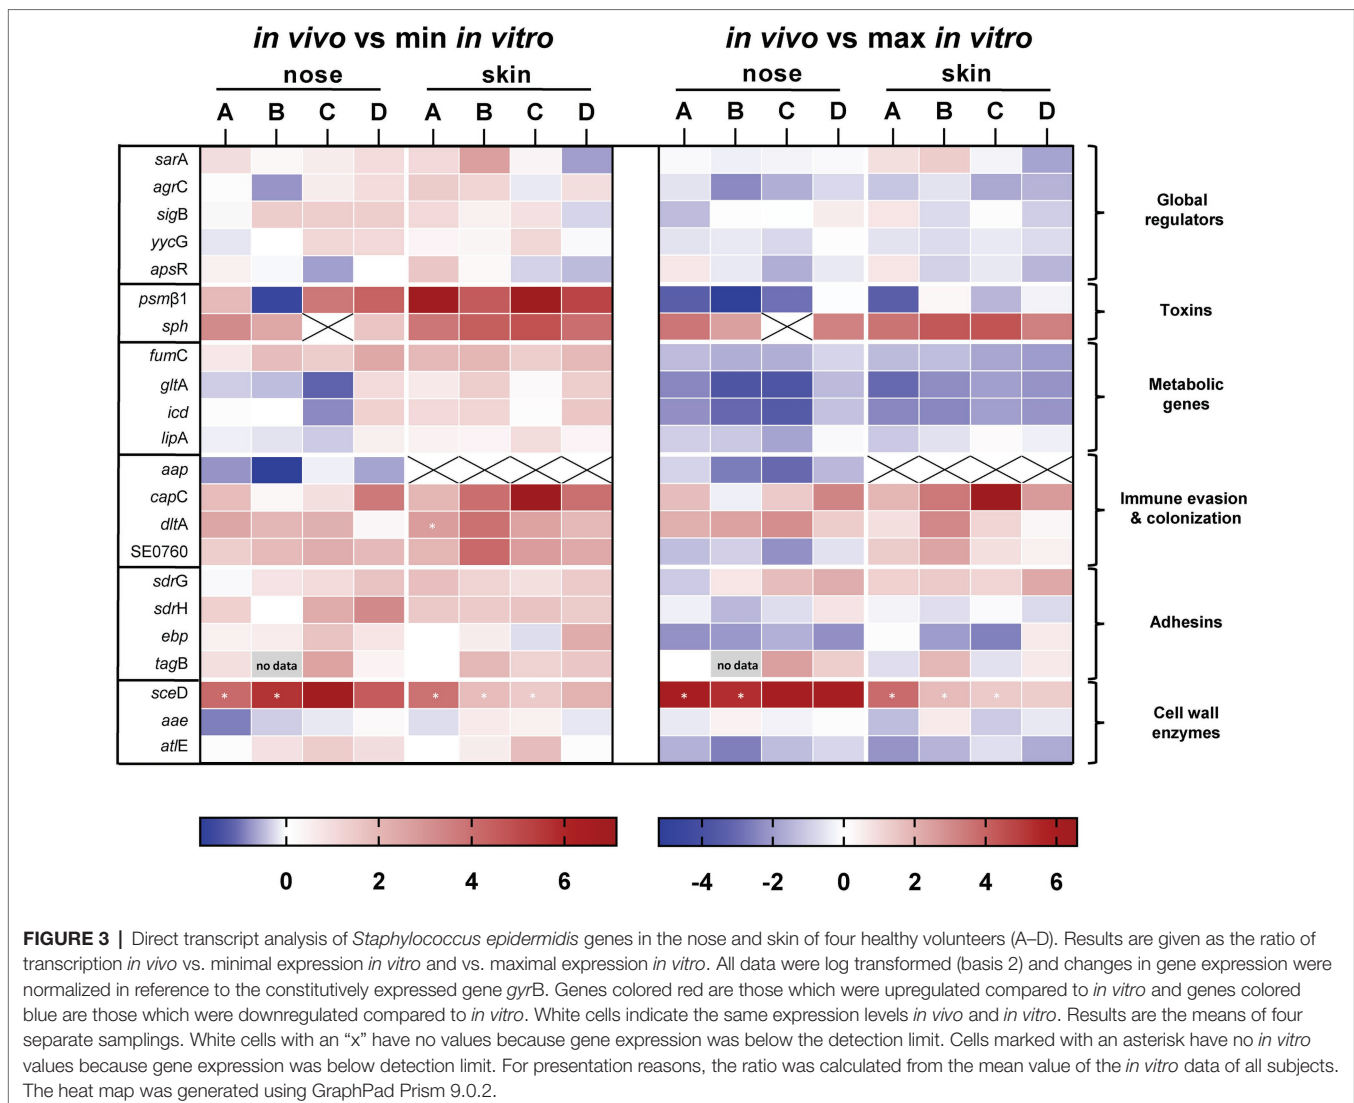 in vivo vs min in vitro in vivo vs max in vitro
nose skin nose skin
A B C D A B C D A B C D A B C D
sarA
agrC
sigB
yycG
apsR
Global
regulators
psmβ1
sph
Toxins
fumC
gltA
icd
lipA
Metabolic
genes
aap
capC
dltA *
SE0760
Immune evasion
& colonization
sdrG
sdrH
ebp
tagB no data no data
Adhesins
sceD * * * * * * * * * *
aae
atlE
Cell wall
enzymes
0 2 4 6 -4 -2 0 2 4 6
FIGURE 3 | Direct transcript analysis of Staphylococcus epidermidis genes in the nose and skin of four healthy volunteers (A–D). Results are given as the ratio of
transcription in vivo vs. minimal expression in vitro and vs. maximal expression in vitro. All data were log transformed (basis 2) and changes in gene expression were
normalized in reference to the constitutively expressed gene gyrB. Genes colored red are those which were upregulated compared to in vitro and genes colored
blue are those which were downregulated compared to in vitro. White cells indicate the same expression levels in vivo and in vitro. Results are the means of four
separate samplings. White cells with an “x” have no values because gene expression was below the detection limit. Cells marked with an asterisk have no in vitro
values because gene expression was below detection limit. For presentation reasons, the ratio was calculated from the mean value of the in vitro data of all subjects.
The heat map was generated using GraphPad Prism 9.0.2.